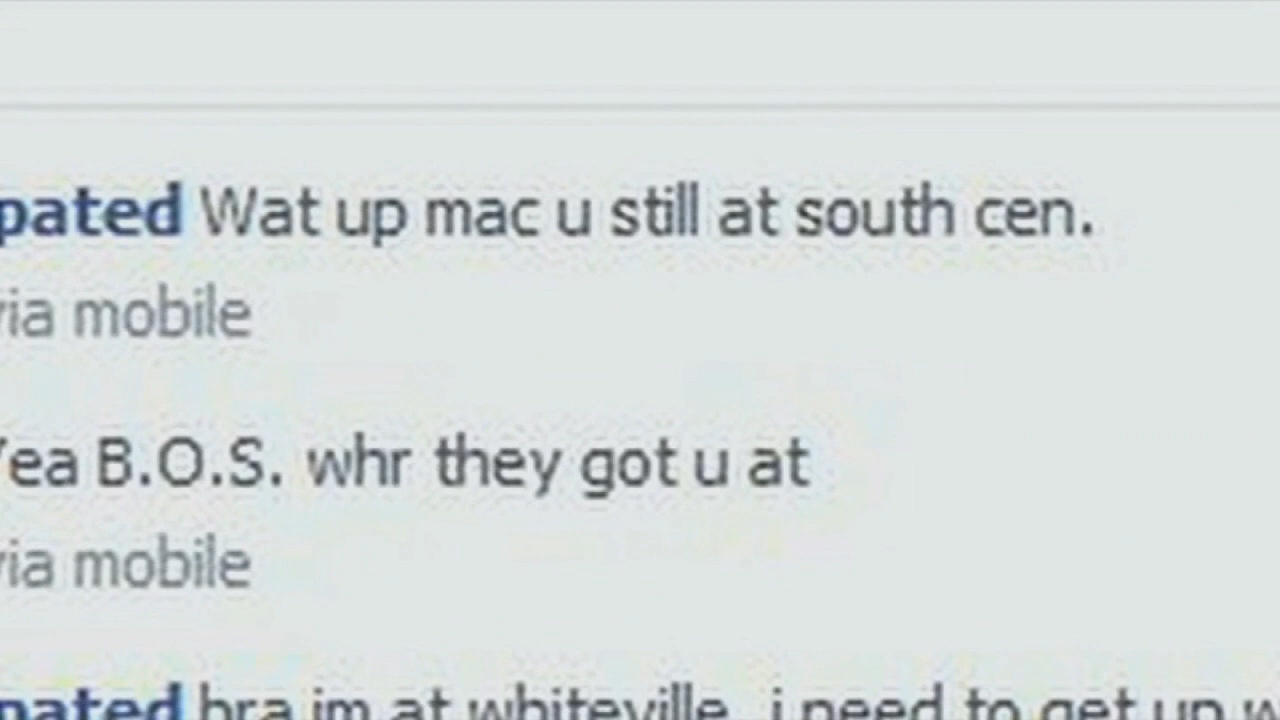 pated Wat up mac u still at south cen.
via mobile
Yea B.O.S. whr they got u at
via mobile
pated bra im at whiteville i need to get up